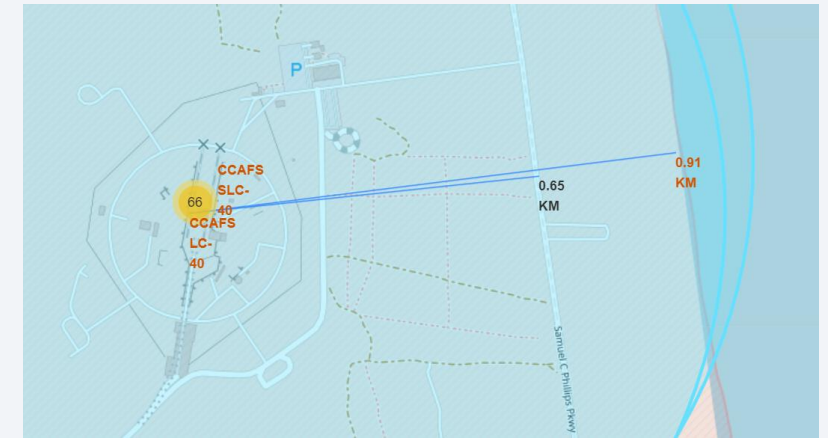 P
CCAFS
SLC-
40
66
CCAFS
LC-
40
0.65
KM
0.91
KM
Samuel C Phillips Pkwy